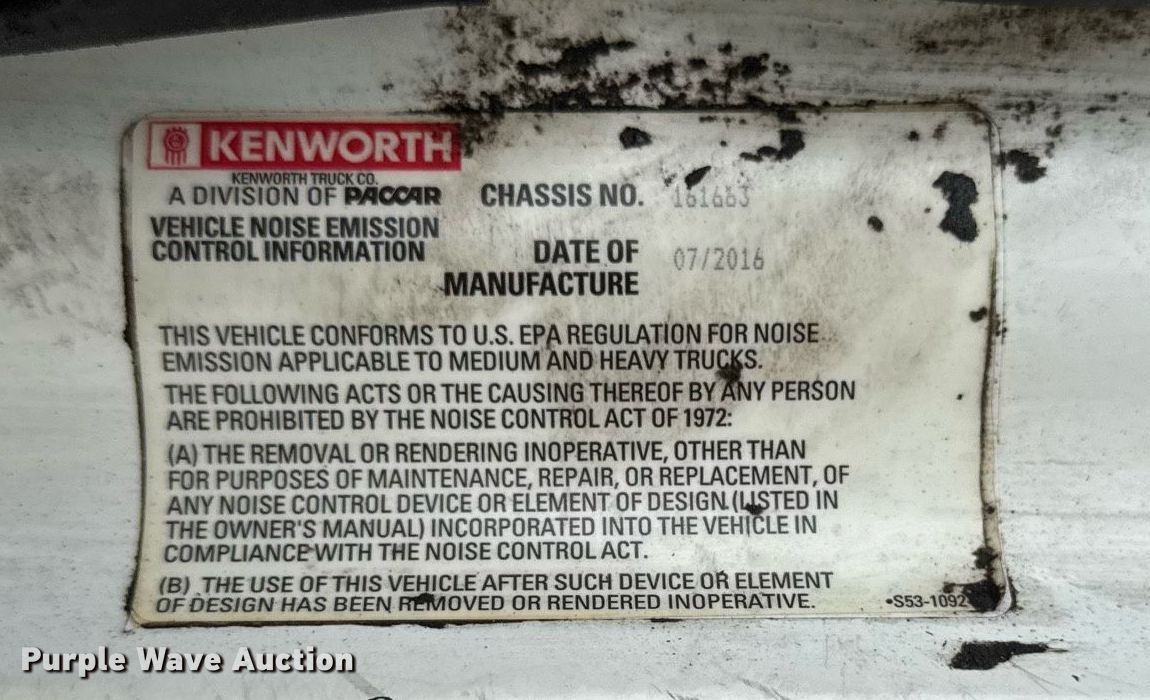 KENWORTH
KENWORTH TRUCK CO.
A DIVISION OF PACCAR
CHASSIS NO.
VEHICLE NOISE EMISSION
CONTROL INFORMATION
DATE OF
MANUFACTURE
07/2016
THIS VEHICLE CONFORMS TO U.S. EPA REGULATION FOR NOISE
EMISSION APPLICABLE TO MEDIUM AND HEAVY TRUCKS.
THE FOLLOWING ACTS OR THE CAUSING THEREOF BY ANY PERSON
ARE PROHIBITED BY THE NOISE CONTROL ACT OF 1972:
(A) THE REMOVAL OR RENDERING INOPERATIVE, OTHER THAN
FOR PURPOSES OF MAINTENANCE, REPAIR, OR REPLACEMENT, OF
ANY NOISE CONTROL DEVICE OR ELEMENT OF DESIGN (LISTED IN
THE OWNER'S MANUAL) INCORPORATED INTO THE VEHICLE IN
COMPLIANCE WITH THE NOISE CONTROL ACT.
(B) THE USE OF THIS VEHICLE AFTER SUCH DEVICE OR ELEMENT
OF DESIGN HAS BEEN REMOVED OR RENDERED INOPERATIVE.
Purple Wave Auction